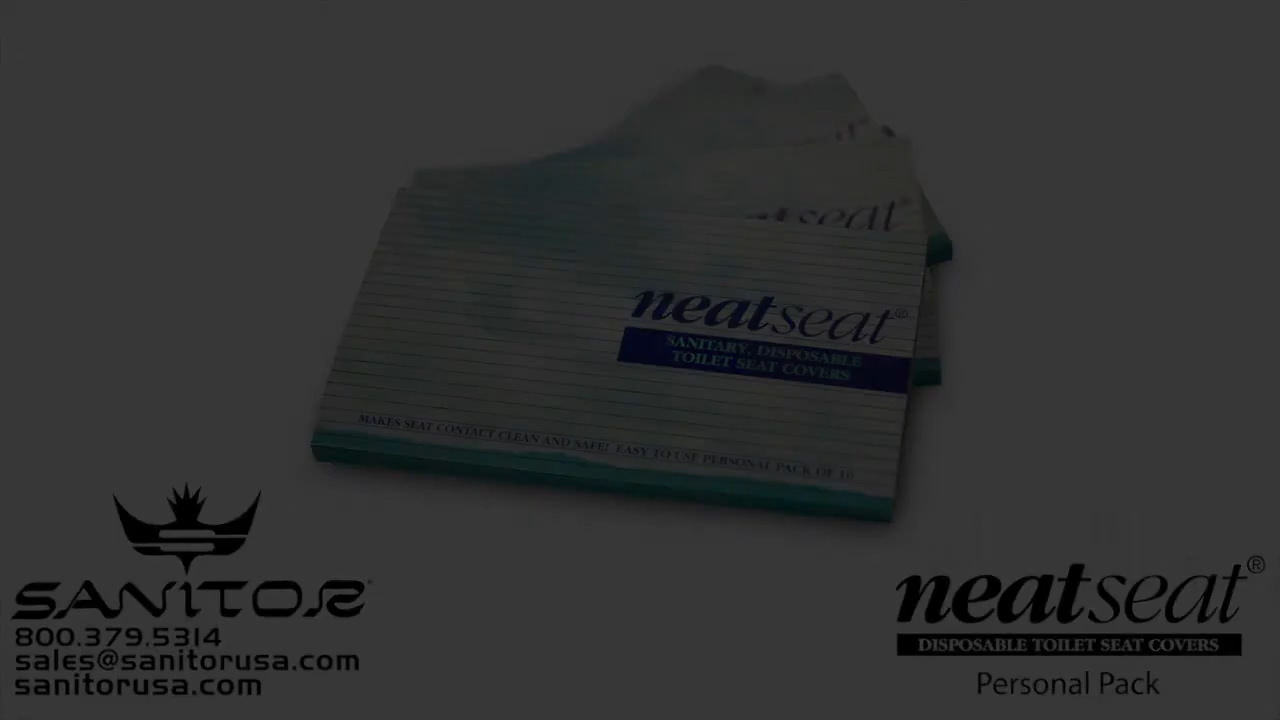 seat®
neatseat®
SANITARY, DISPOSABLE
TOILET SEAT COVERS
MAKES SEAT CONTACT CLEAN AND SAFE! EASY TO USE PERSONAL PACK OF 10
SANITOR
800.379.5314
sales@sanitorusa.com
sanitorusa.com
neatseat®
DISPOSABLE TOILET SEAT COVERS
Personal Pack